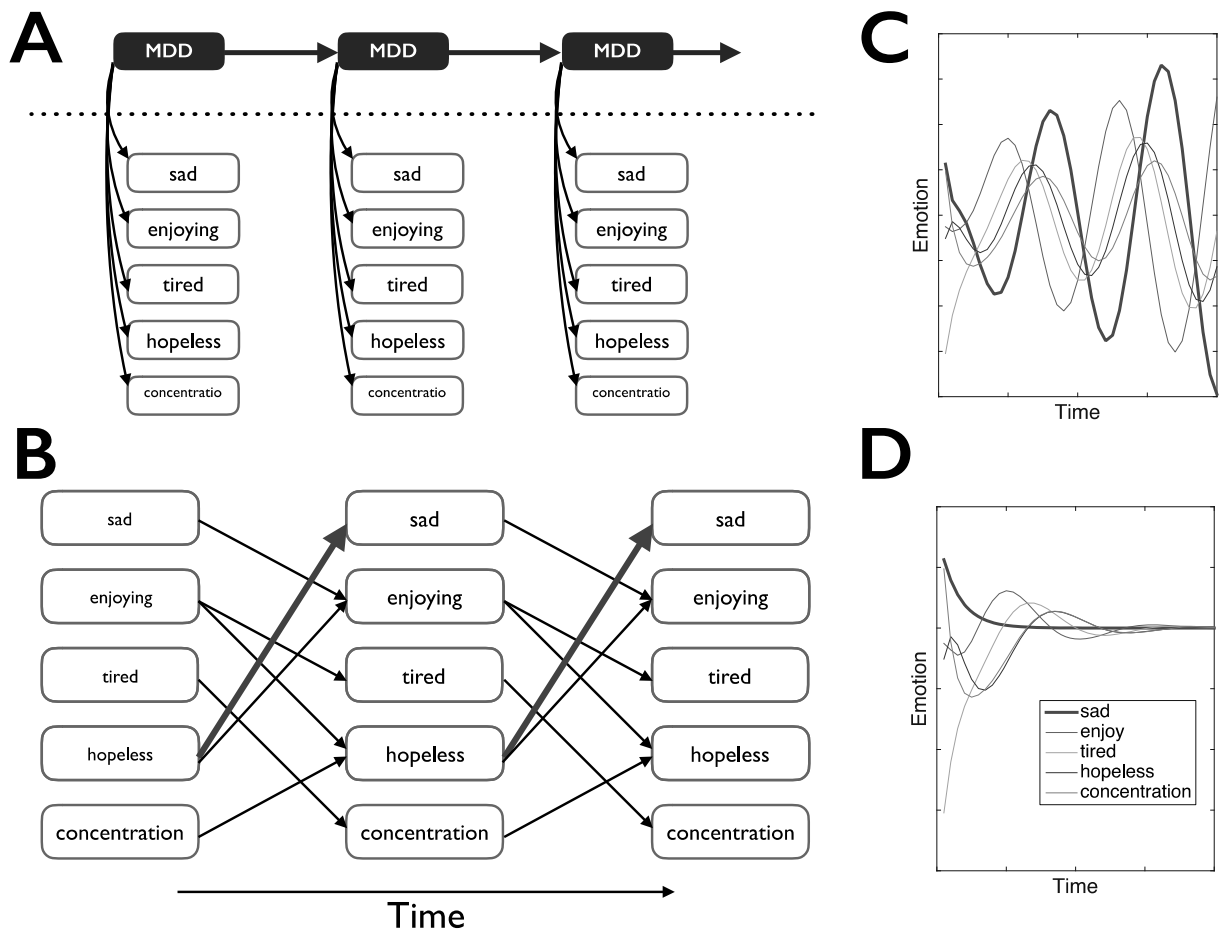 A
MDD
MDD
MDD
sad
sad
sad
enjoying
enjoying
enjoying
tired
tired
tired
hopeless
hopeless
hopeless
concentratio
concentratio
concentratio
B
sad
sad
sad
enjoying
enjoying
enjoying
tired
tired
tired
hopeless
hopeless
hopeless
concentration
concentration
concentration
Time
C
Emotion
Time
D
Emotion
sad
enjoy
tired
hopeless
concentration
Time